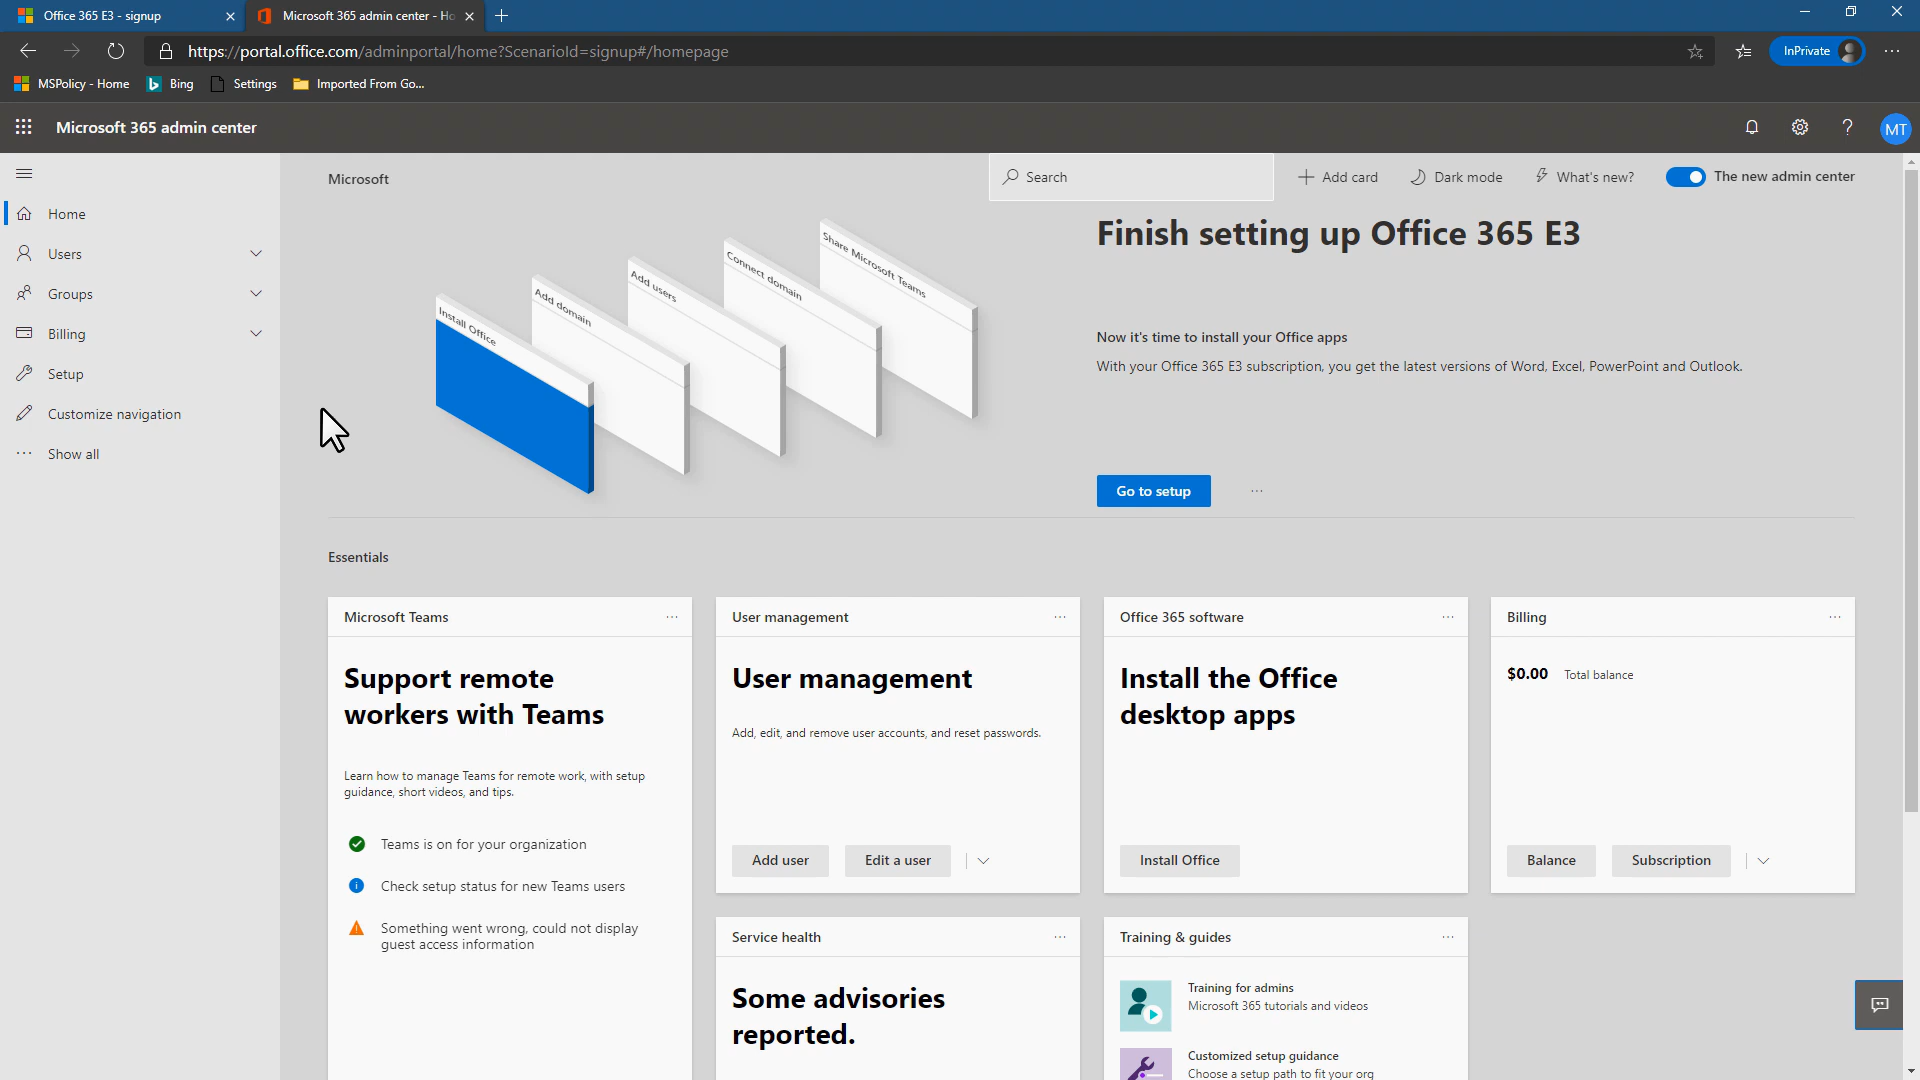 Office 365 E3 - signup
Microsoft 365 admin center - Ho
https://portal.office.com/adminportal/home?ScenarioId=signup#/homepage
InPrivate
MSPolicy - Home
Bing
Settings
Imported From Go...
Microsoft 365 admin center
MT
Home
Users
Groups
Billing
Setup
Customize navigation
Show all
Microsoft
Search
Add card
Dark mode
What's new?
The new admin center
Install Office
Add domain
Add users
Connect domain
Share Microsoft Teams
Finish setting up Office 365 E3
Now it's time to install your Office apps
With your Office 365 E3 subscription, you get the latest versions of Word, Excel, PowerPoint and Outlook.
Go to setup
Essentials
Microsoft Teams
Support remote
workers with Teams
Learn how to manage Teams for remote work, with setup
guidance, short videos, and tips.
Teams is on for your organization
Check setup status for new Teams users
Something went wrong, could not display
guest access information
User management
User management
Add, edit, and remove user accounts, and reset passwords.
Add user
Edit a user
Office 365 software
Install the Office
desktop apps
Install Office
Billing
$0.00 Total balance
Balance
Subscription
Service health
Some advisories
reported.
Training & guides
Training for admins
Microsoft 365 tutorials and videos
Customized setup guidance
Choose a setup path to fit your org